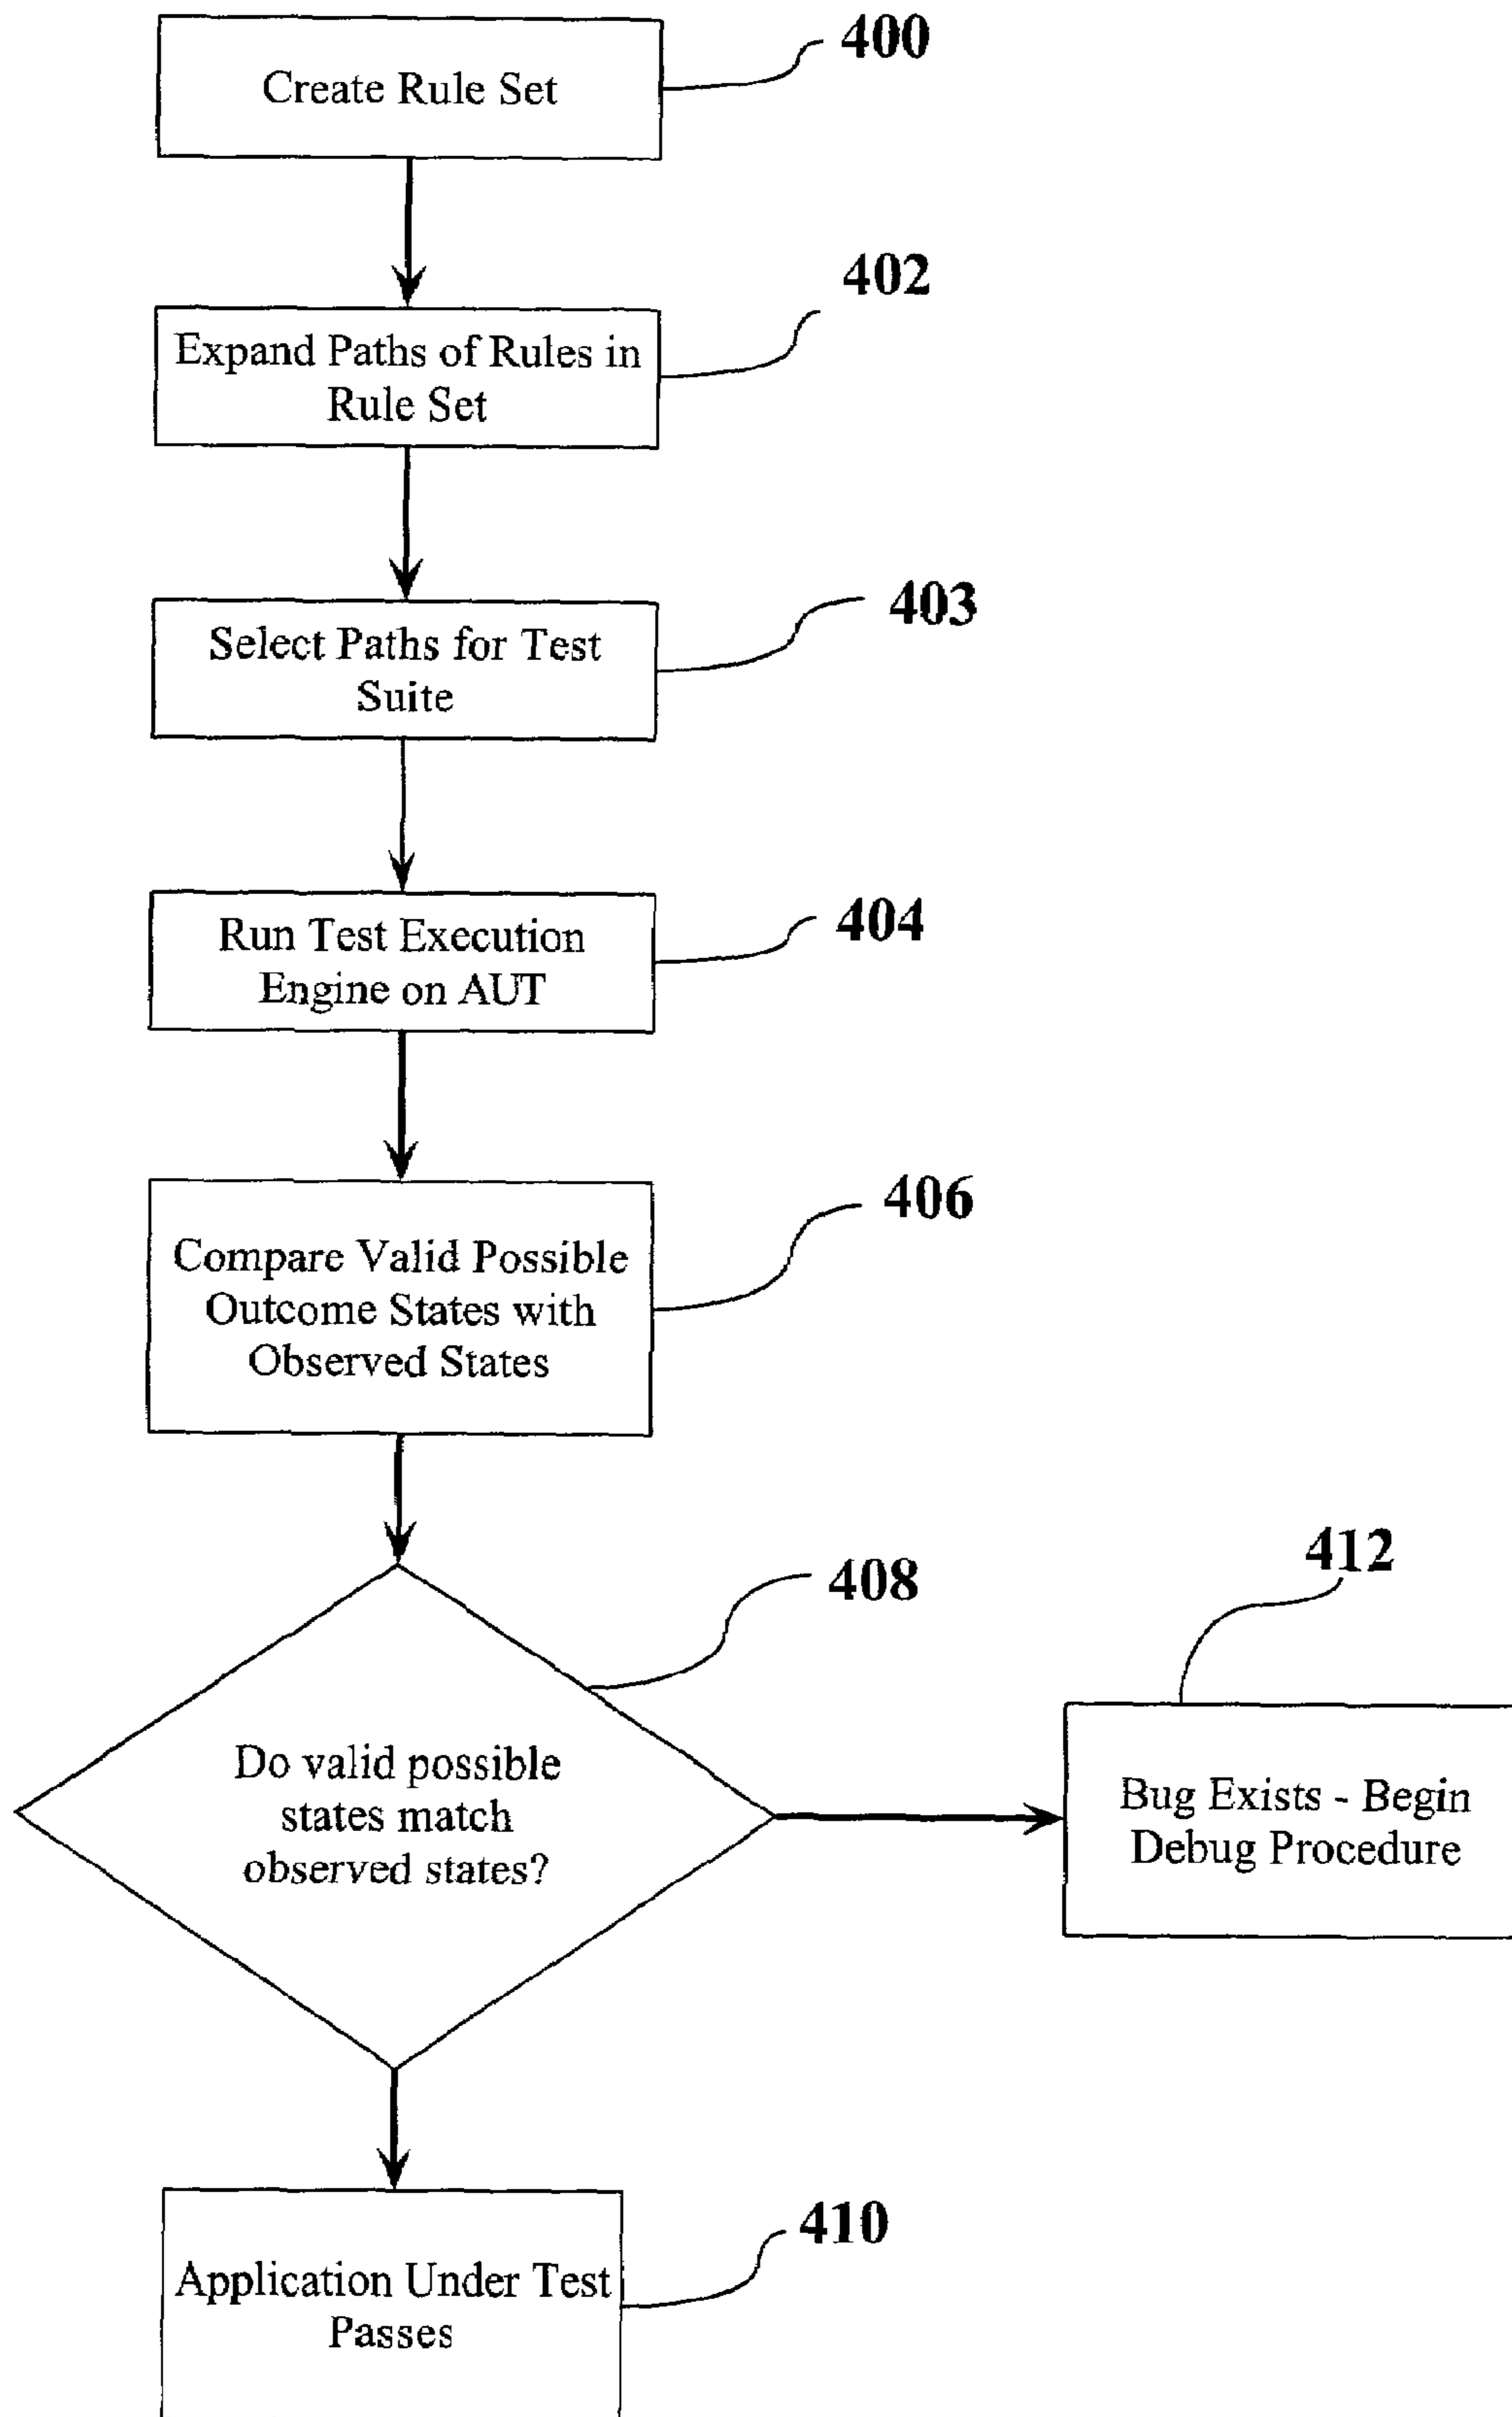 Create Rule Set
400
Expand Paths of Rules in
Rule Set
402
Select Paths for Test
Suite
403
Run Test Execution
Engine on AUT
404
Compare Valid Possible
Outcome States with
Observed States
406
Do valid possible
states match
observed states?
408
412
Bug Exists - Begin
Debug Procedure
Application Under Test
Passes
410